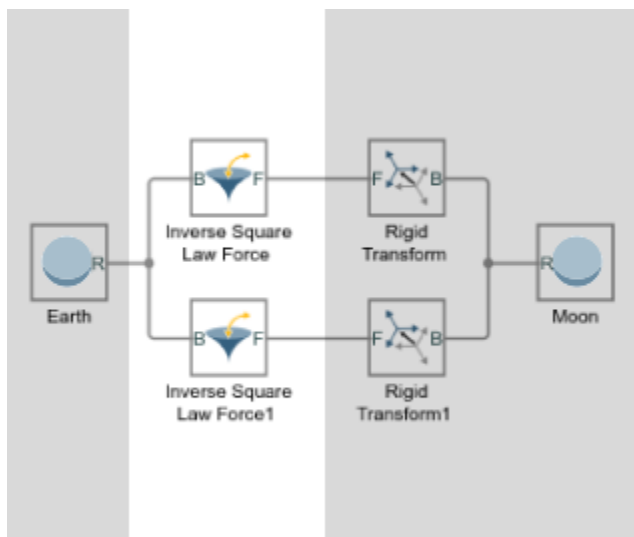 B F
F B
Inverse Square
Law Force
Rigid
Transform
R
Earth
R
Moon
B F
F B
Inverse Square
Law Force1
Rigid
Transform1